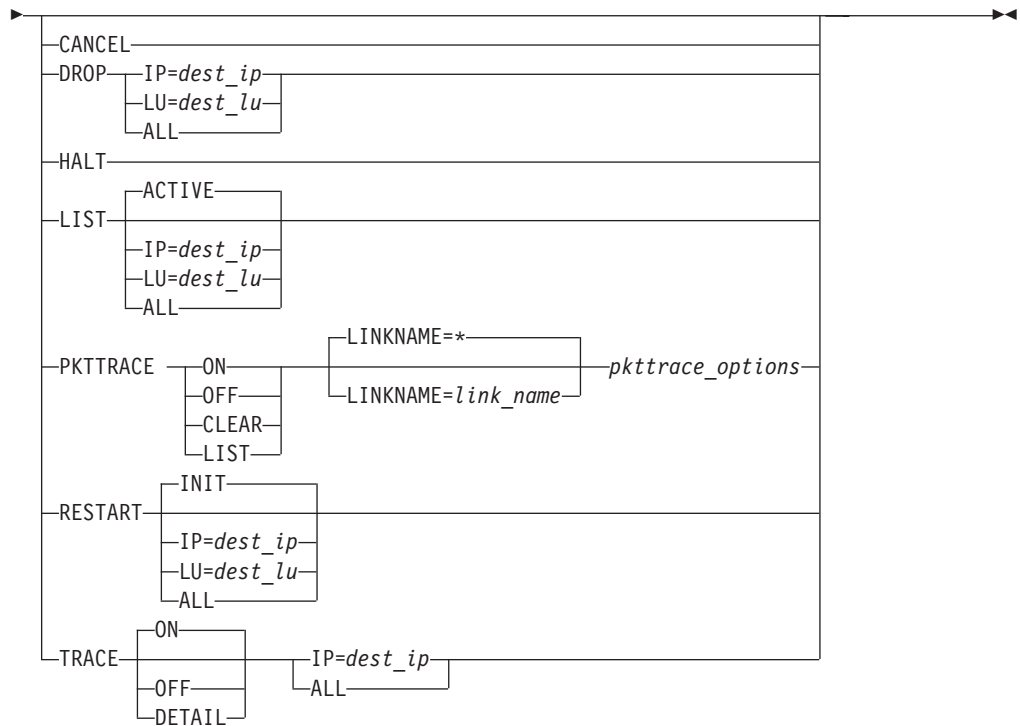 CANCEL
DROP IP=dest_ip
LU=dest_lu
ALL
HALT
ACTIVE
LIST
IP=dest_ip
LU=dest_lu
ALL
LINKNAME=*
PKTTRACE ON pkttrace_options
OFF LINKNAME=link_name
CLEAR
LIST
INIT
RESTART
IP=dest_ip
LU=dest_lu
ALL
ON
TRACE IP=dest_ip
OFF ALL
DETAIL